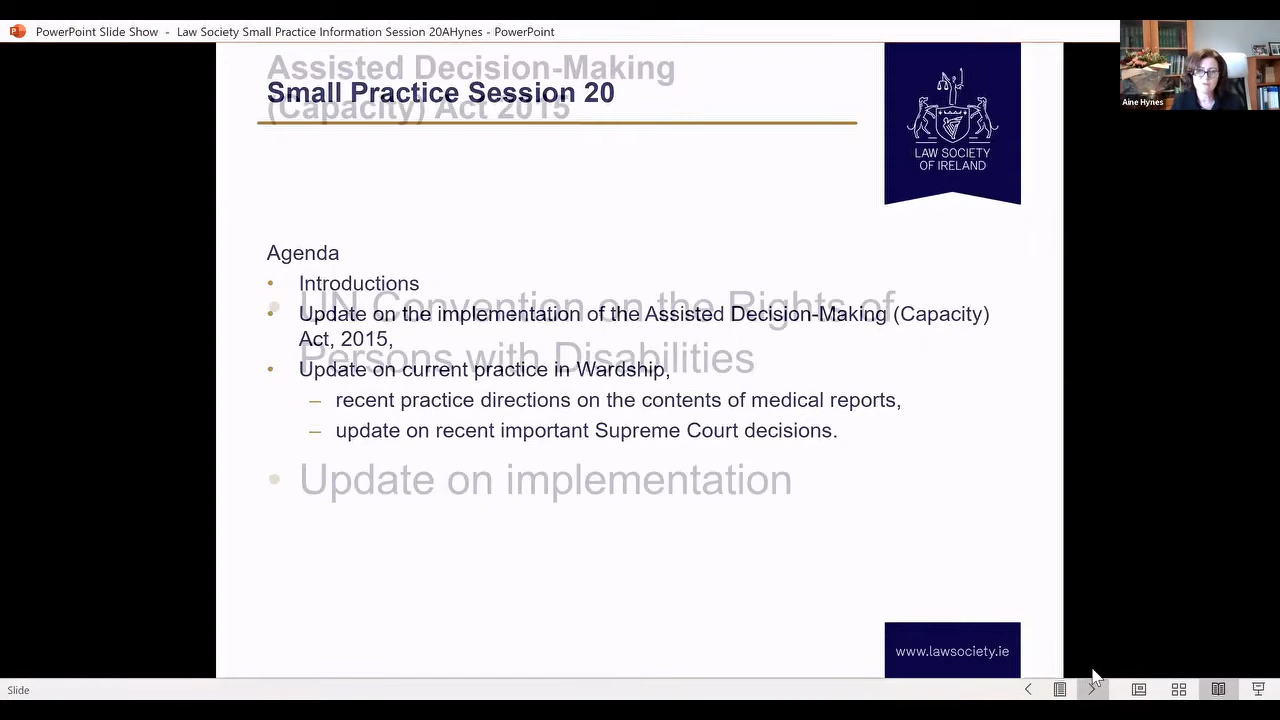 PowerPoint Slide Show - Law Society Small Practice Information Session 20AHynes - PowerPoint
Aine Hynes
Assisted Decision-Making
Small Practice Session 20
(Capacity) Act 2015
LAW SOCIETY
OF IRELAND
Agenda
• Introductions
• UN Convention on the Rights of
• Update on the implementation of the Assisted Decision-Making (Capacity)
Act, 2015,
Persons with Disabilities
• Update on current practice in Wardship,
– recent practice directions on the contents of medical reports,
– update on recent important Supreme Court decisions.
• Update on implementation
www.lawsociety.ie
Slide